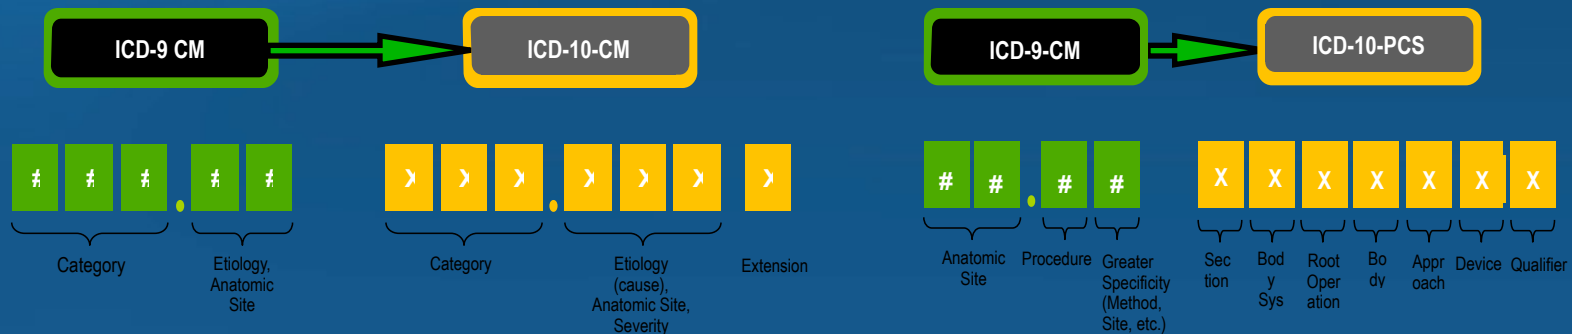 ICD-9 CM
ICD-10-CM
ICD-9-CM
ICD-10-PCS
# # # . # #
X X X . X X X X
# # . # #
X X X X X X X
Category
Etiology,
Anatomic
Site
Category
Etiology
(cause),
Anatomic Site,
Severity
Extension
Anatomic
Site
Procedure
Greater
Specificity
(Method,
Site, etc.)
Sec
tion
Bod
y
Sys
Root
Oper
ation
Bo
dy
Appr
oach
Device
Qualifier